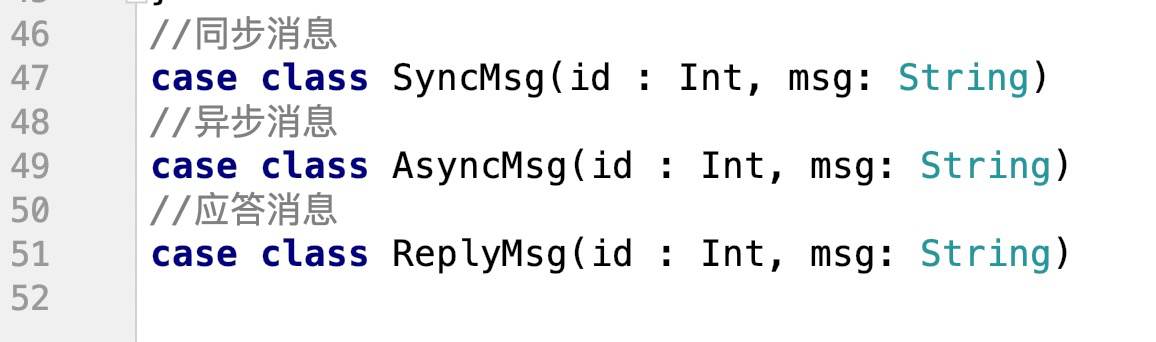 46 //同步消息
47 case class SyncMsg(id : Int, msg: String)
48 //异步消息
49 case class AsyncMsg(id : Int, msg: String)
50 //应答消息
51 case class ReplyMsg(id : Int, msg: String)
52